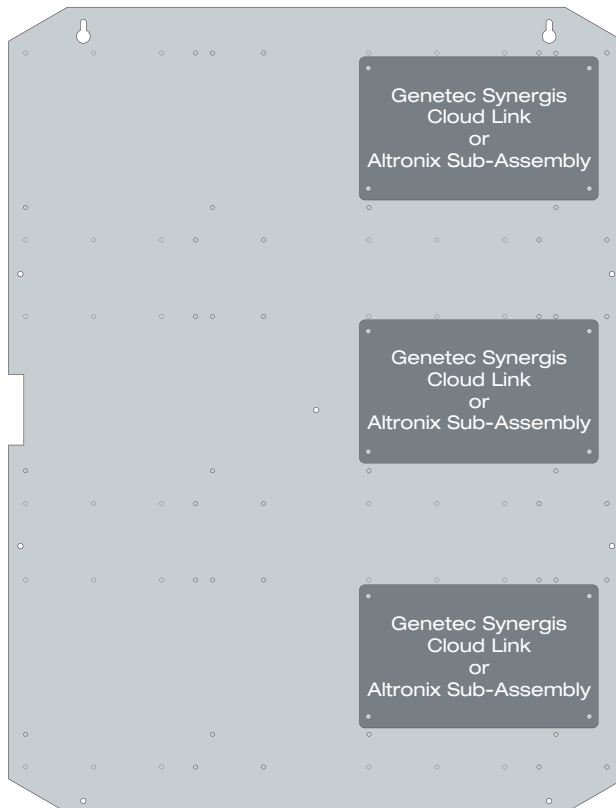 Genetec Synergis
Cloud Link
or
Altronix Sub-Assembly
Genetec Synergis
Cloud Link
or
Altronix Sub-Assembly
Genetec Synergis
Cloud Link
or
Altronix Sub-Assembly